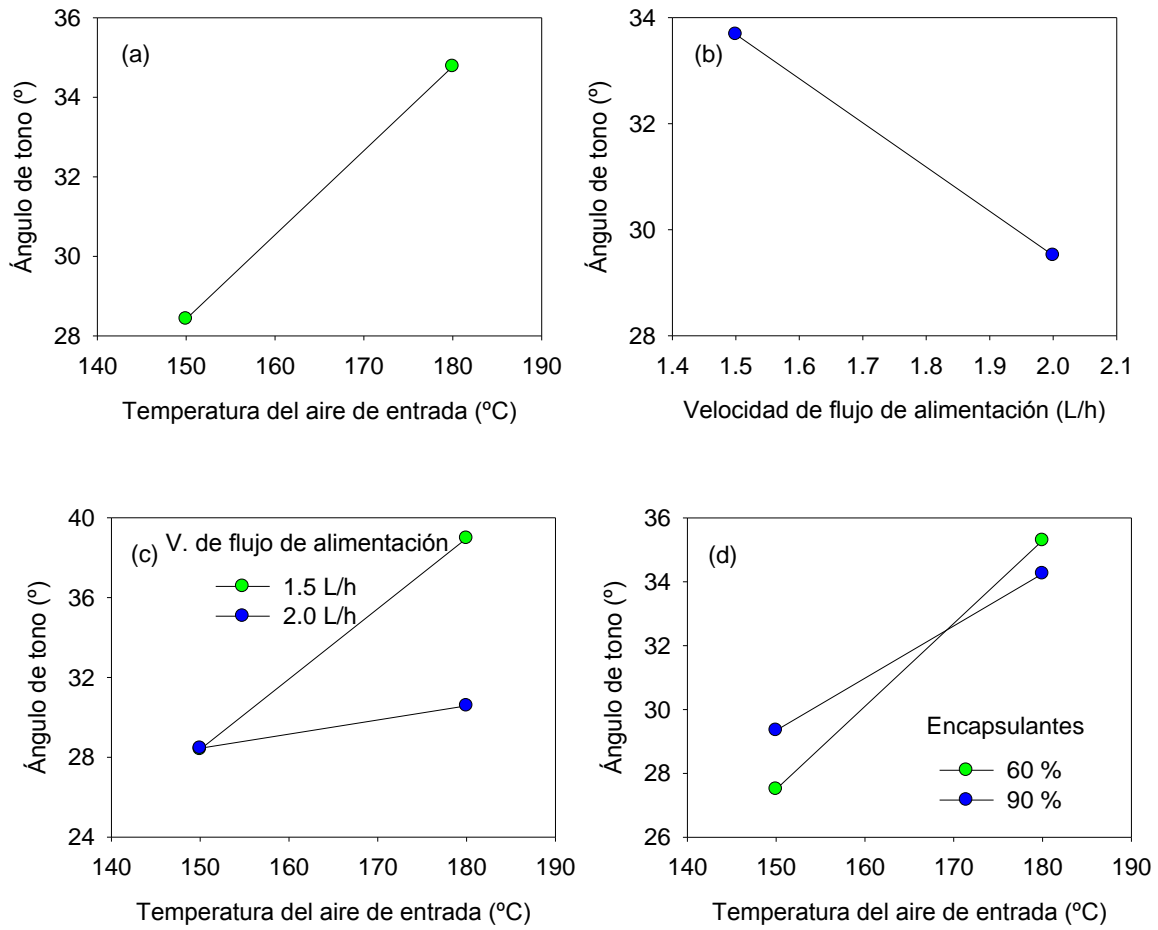 36
34
32
30
28
140 150 160 170 180 190
(a)
Ángulo de tono (º)
Temperatura del aire de entrada (ºC)
34
32
30
28
1.4 1.5 1.6 1.7 1.8 1.9 2.0 2.1
(b)
Ángulo de tono (º)
Velocidad de flujo de alimentación (L/h)
40
36
32
28
24
140 150 160 170 180 190
(c)
V. de flujo de alimentación
1.5 L/h
2.0 L/h
Ángulo de tono (º)
Temperatura del aire de entrada (ºC)
36
34
32
30
28
26
140 150 160 170 180 190
(d)
Encapsulantes
60 %
90 %
Ángulo de tono (º)
Temperatura del aire de entrada (ºC)